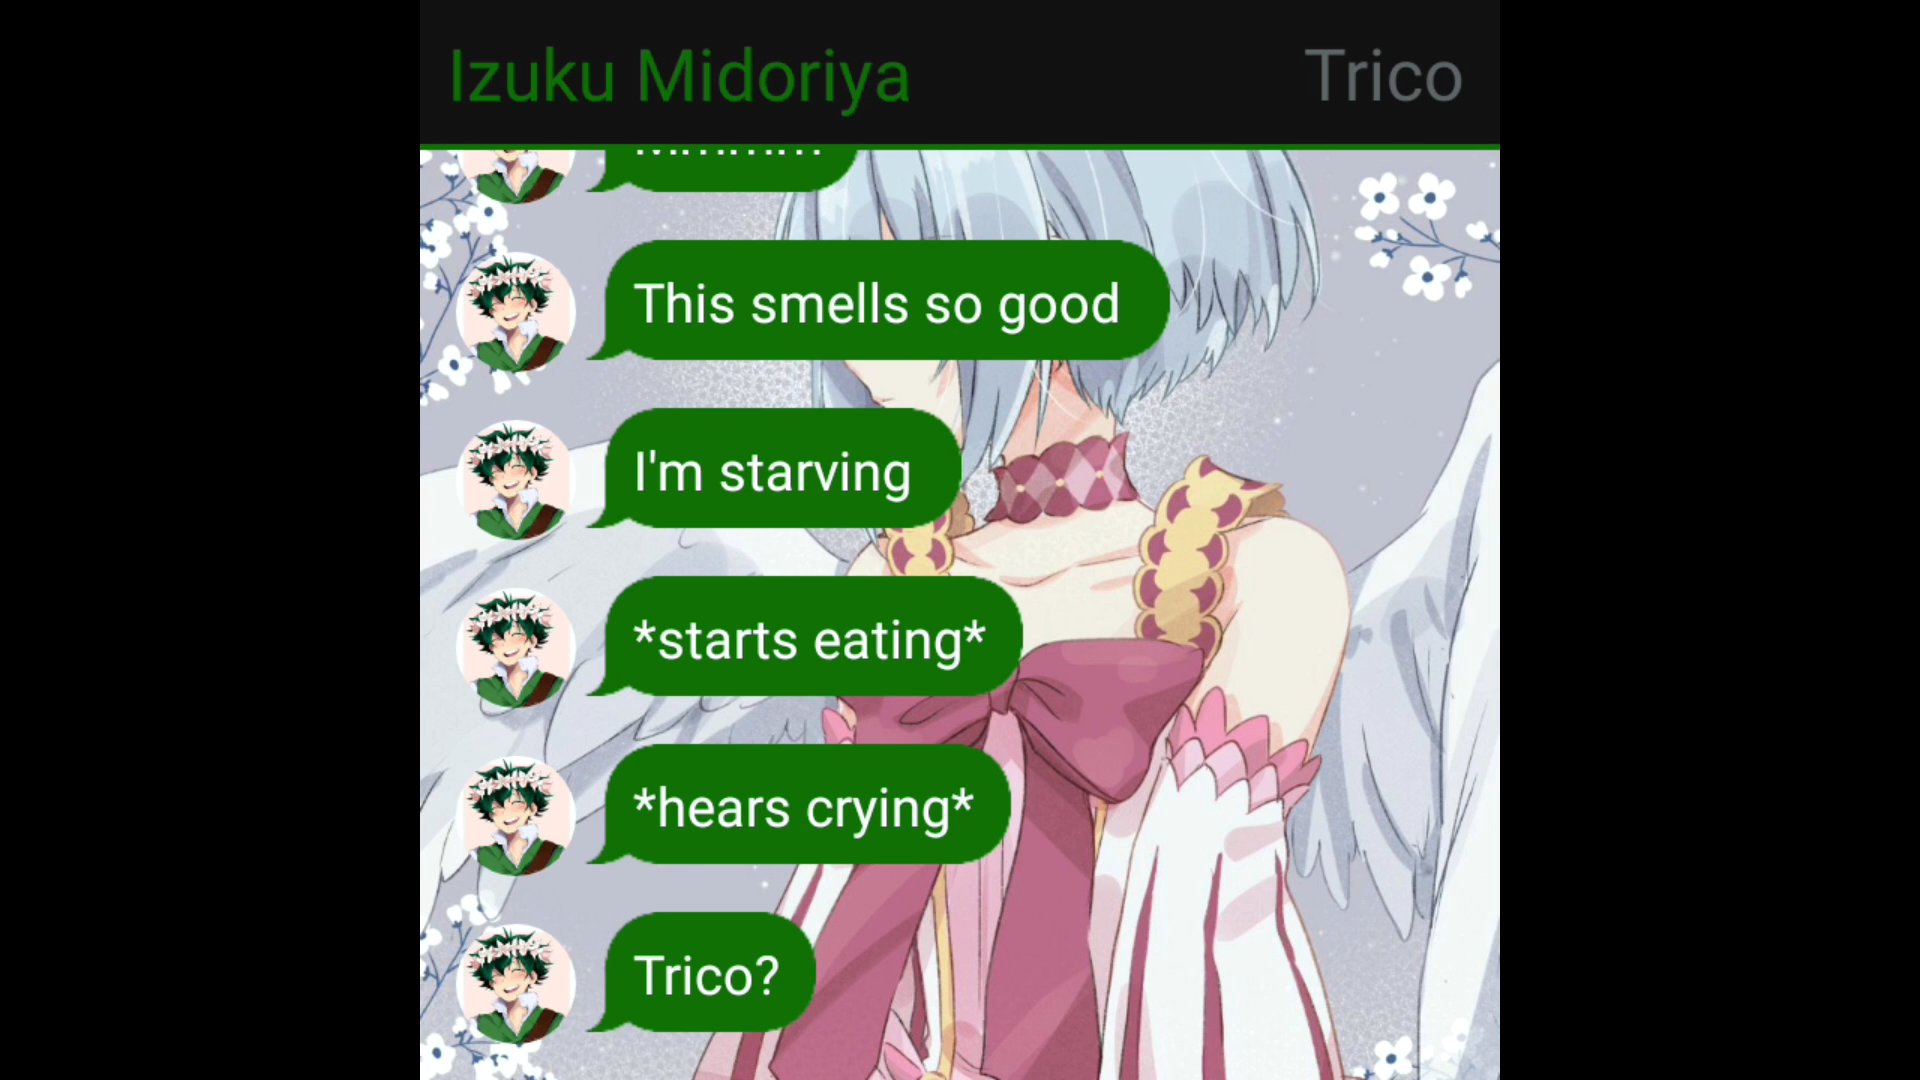 Izuku Midoriya
Trico
This smells so good
I'm starving
*starts eating*
*hears crying*
Trico?